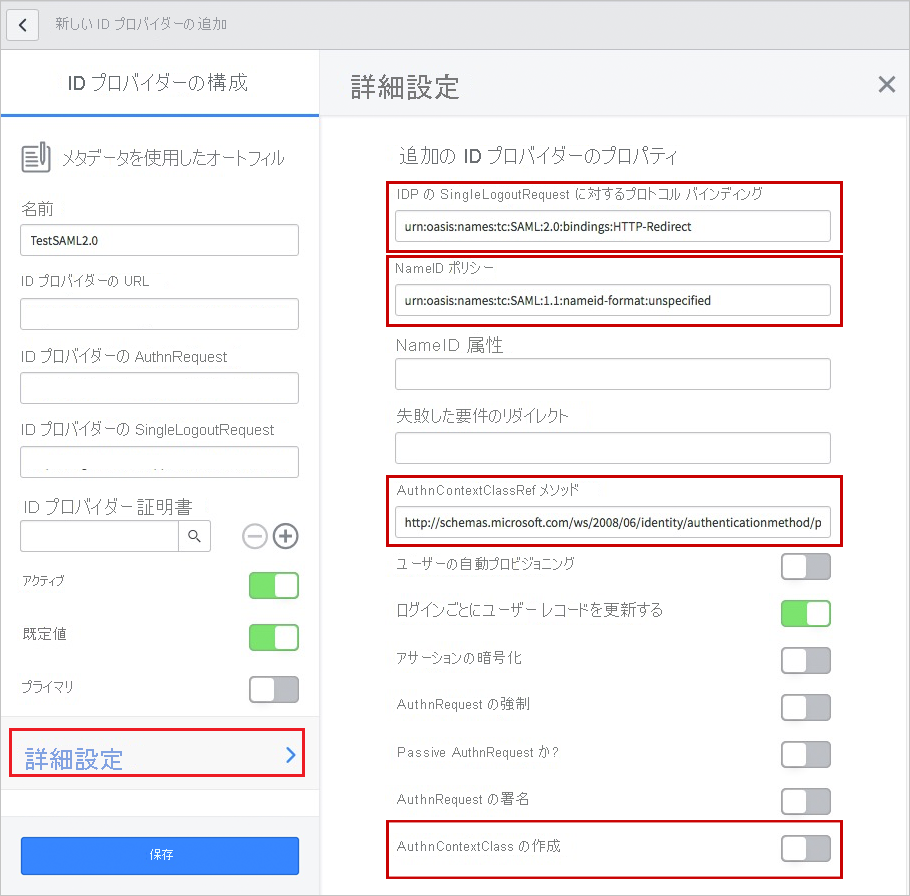 新しい ID プロバイダーの追加
ID プロバイダーの構成
メタデータを使用したオートフィル
名前
TestSAML2.0
ID プロバイダーの URL
ID プロバイダーの AuthnRequest
ID プロバイダーの SingleLogoutRequest
ID プロバイダー証明書
アクティブ
既定値
プライマリ
詳細設定
保存
詳細設定
追加の ID プロバイダーのプロパティ
IDP の SingleLogoutRequest に対するプロトコル バインディング
urn:oasis:names:tc:SAML:2.0:bindings:HTTP-Redirect
NameID ポリシー
urn:oasis:names:tc:SAML:1.1:nameid-format:unspecified
NameID 属性
失敗した要件のリダイレクト
AuthnContextClassRef メソッド
http://schemas.microsoft.com/ws/2008/06/identity/authenticationmethod/p
ユーザーの自動プロビジョニング
ログインごとにユーザー レコードを更新する
アサーションの暗号化
AuthnRequest の強制
Passive AuthnRequest か?
AuthnRequest の署名
AuthnContextClass の作成